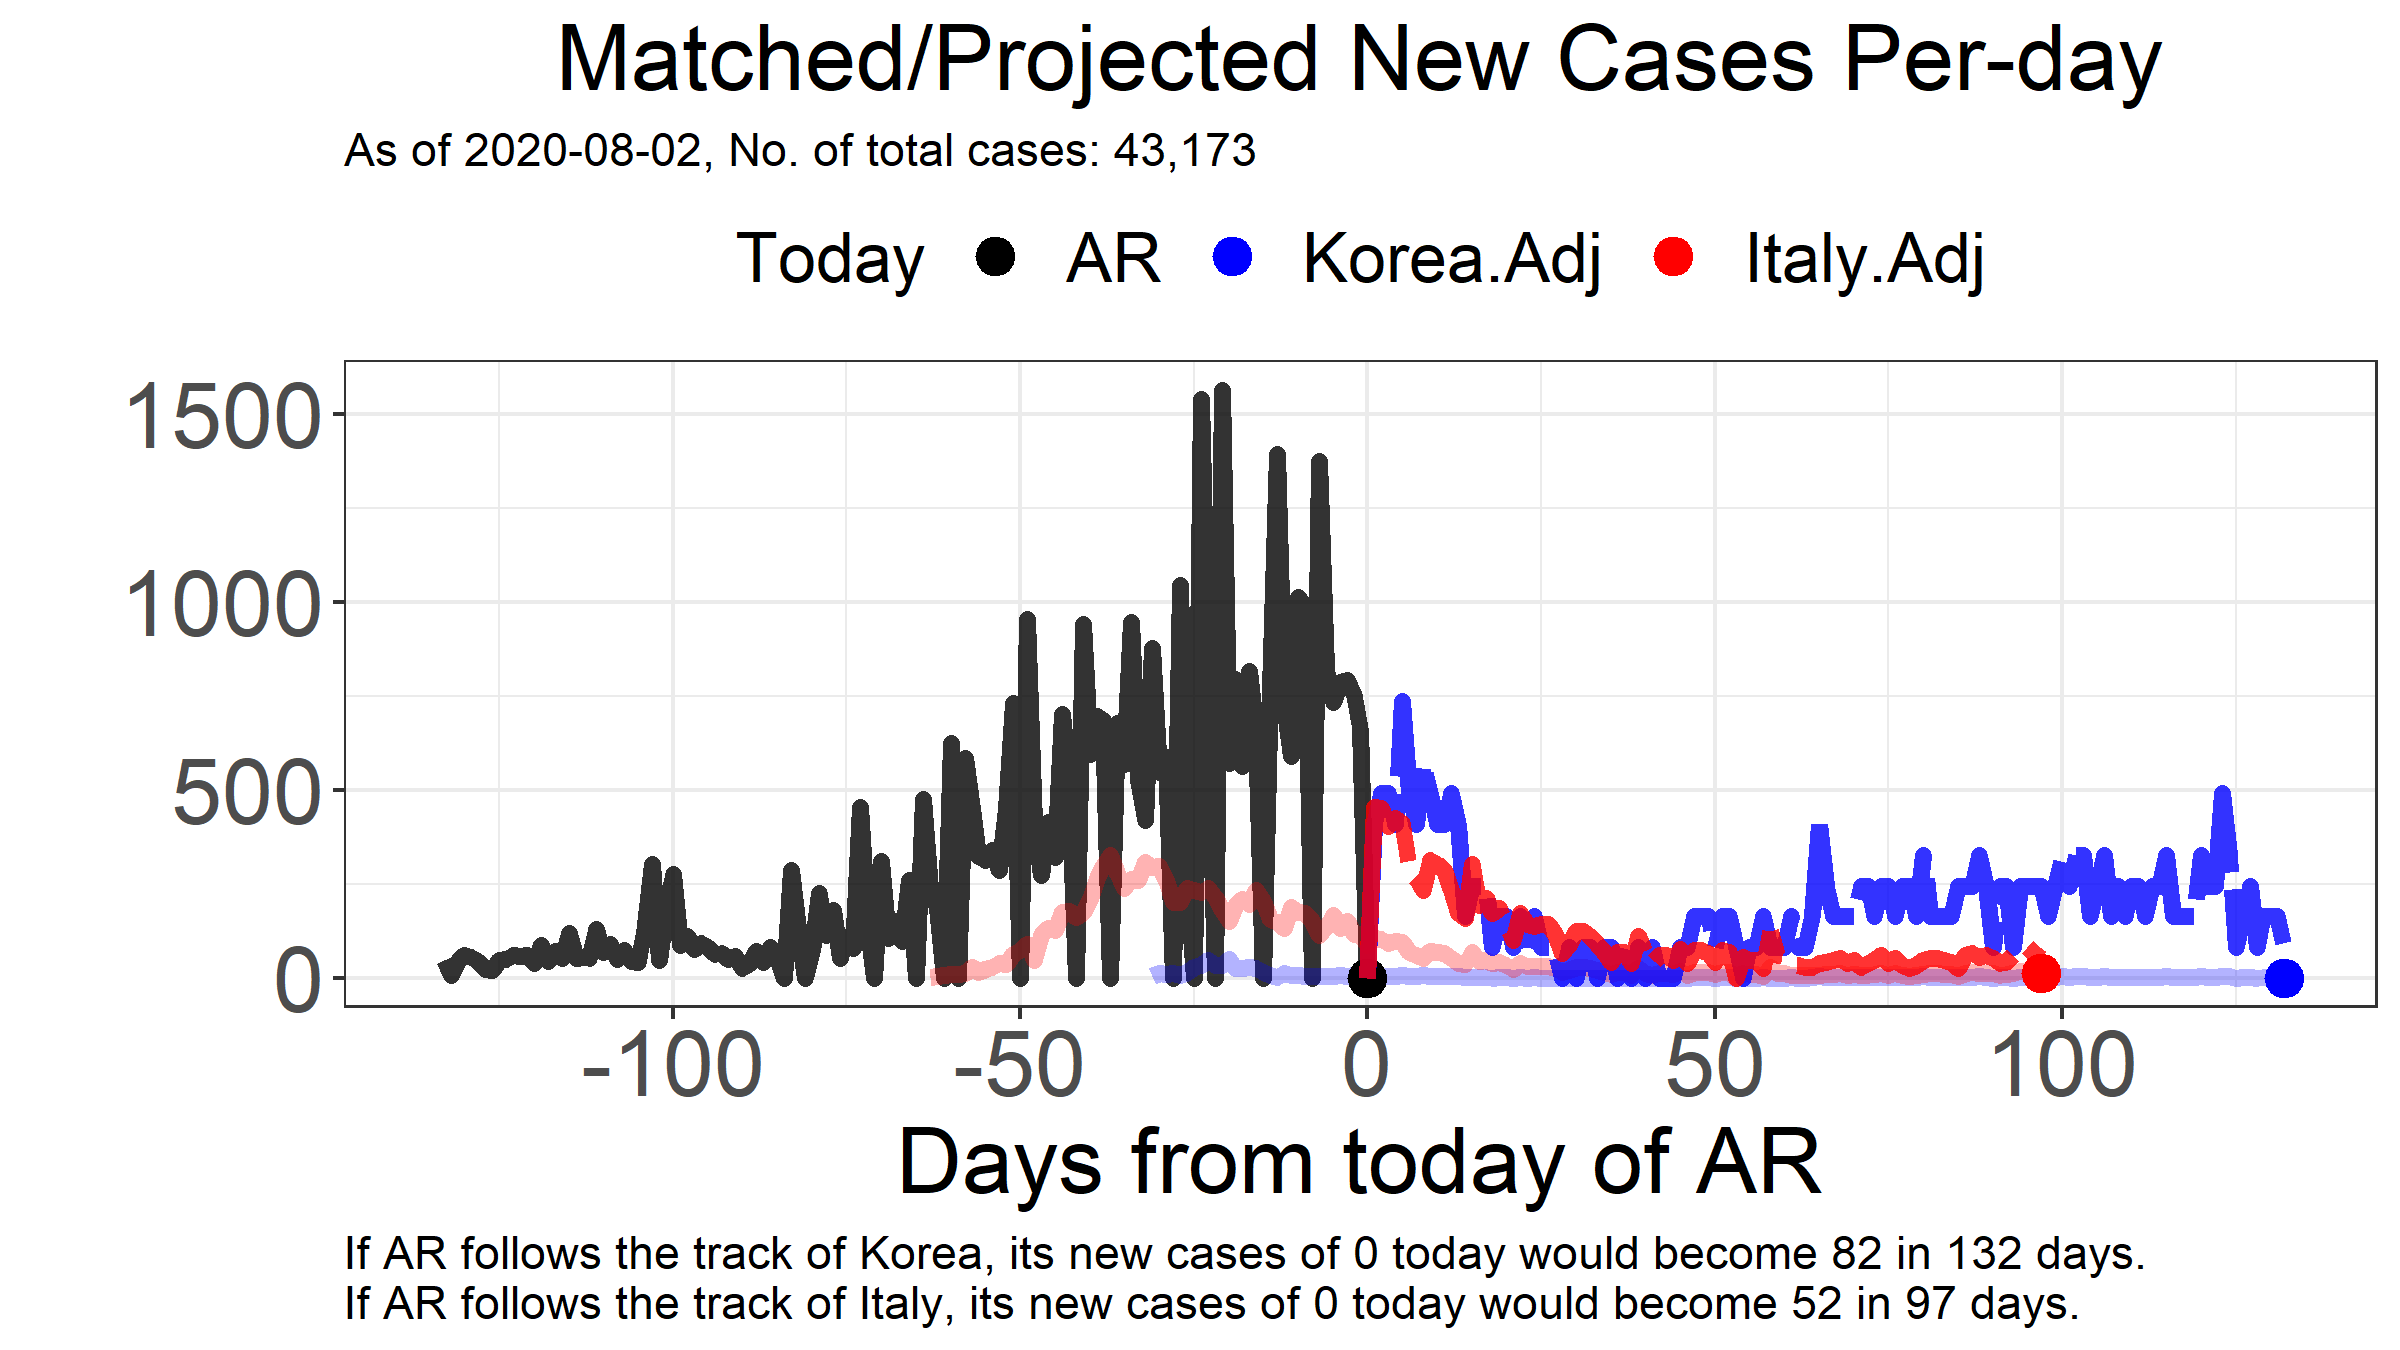 Matched/Projected New Cases Per-day
As of 2020-08-02, No. of total cases: 43,173
Today AR Korea.Adj Italy.Adj
1500
1000
500
0
-100 -50 0 50 100
Days from today of AR
If AR follows the track of Korea, its new cases of 0 today would become 82 in 132 days.
If AR follows the track of Italy, its new cases of 0 today would become 52 in 97 days.